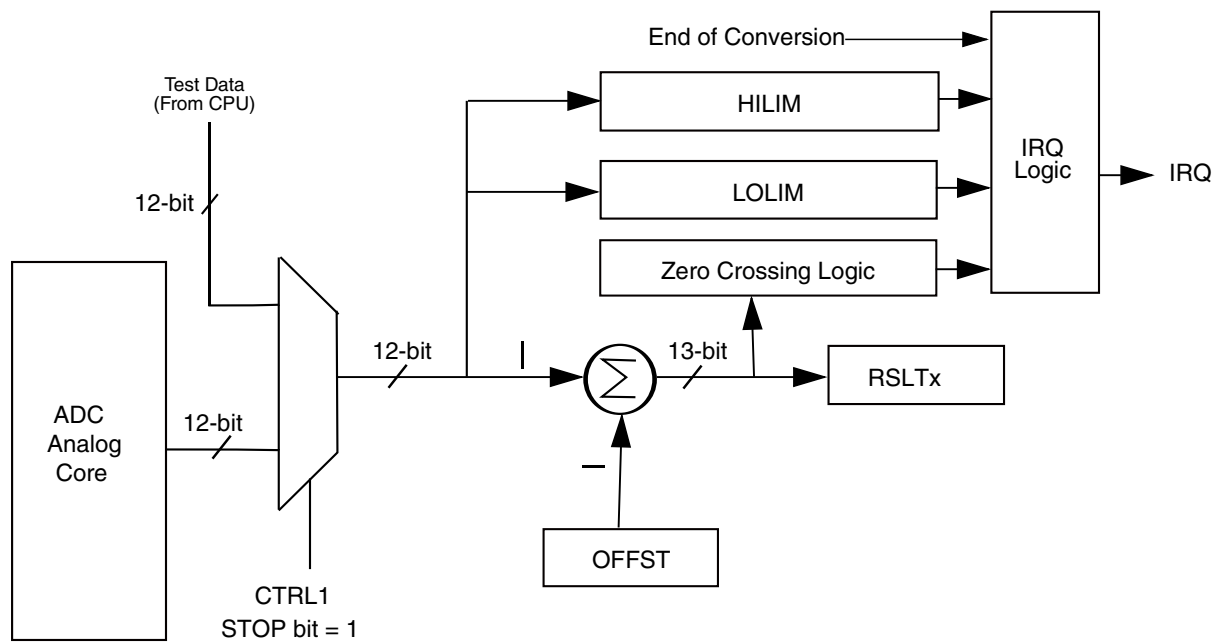 End of Conversion
Test Data
(From CPU)
HILIM
IRQ
Logic
IRQ
12-bit
LOLIM
Zero Crossing Logic
12-bit
13-bit
RSLTx
ADC
Analog
Core
12-bit
OFFST
CTRL1
STOP bit = 1
∑